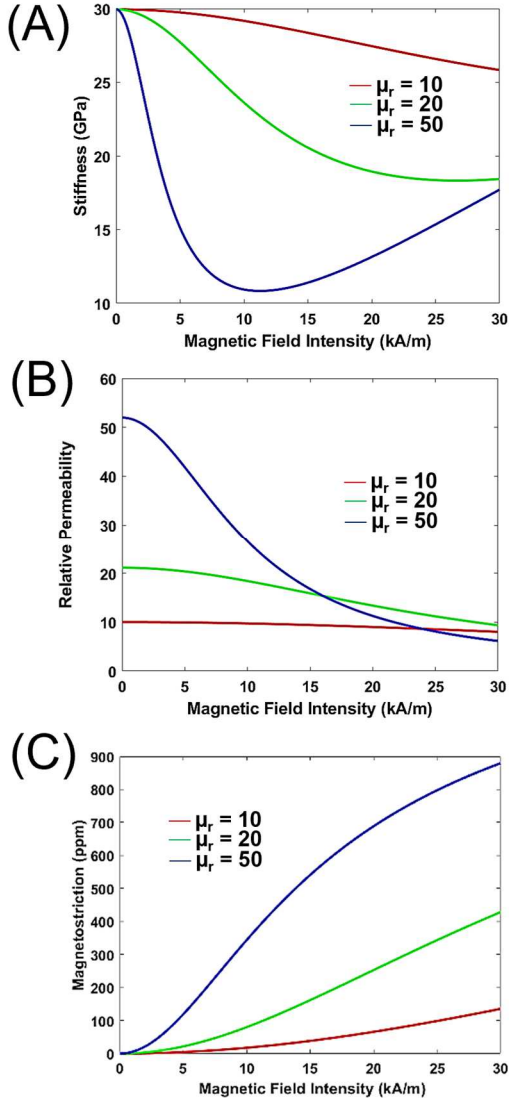 (A)
30
25
20
15
10
Stiffness (GPa)
μr = 10
μr = 20
μr = 50
0 5 10 15 20 25 30
Magnetic Field Intensity (kA/m)
(B)
60
50
40
30
20
10
0
Relative Permeability
μr = 10
μr = 20
μr = 50
0 5 10 15 20 25 30
Magnetic Field Intensity (kA/m)
(C)
900
800
700
600
500
400
300
200
100
0
Magnetostriction (ppm)
μr = 10
μr = 20
μr = 50
0 5 10 15 20 25 30
Magnetic Field Intensity (kA/m)